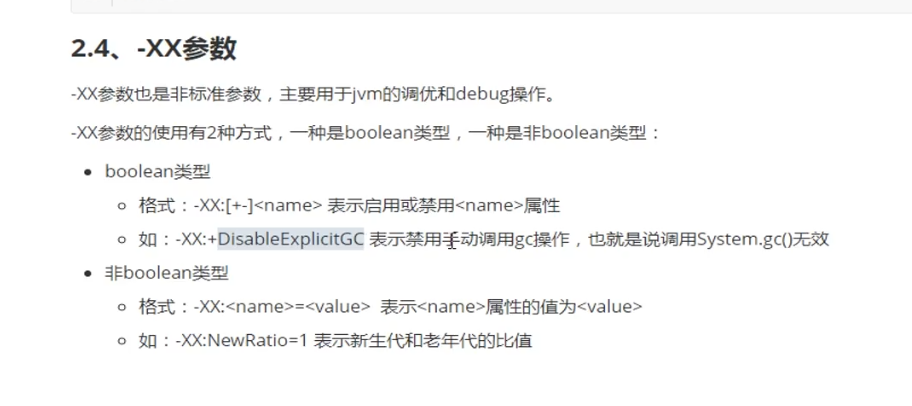 2.4、-XX参数
-XX参数也是非标准参数，主要用于jvm的调优和debug操作。
-XX参数的使用有2种方式，一种是boolean类型，一种是非boolean类型：
boolean类型
格式：-XX:[+-]<name> 表示启用或禁用<name>属性
如：-XX:+DisableExplicitGC 表示禁用手动调用gc操作，也就是说调用System.gc()无效
非boolean类型
格式：-XX:<name>=<value> 表示<name>属性的值为<value>
如：-XX:NewRatio=1 表示新生代和老年代的比值